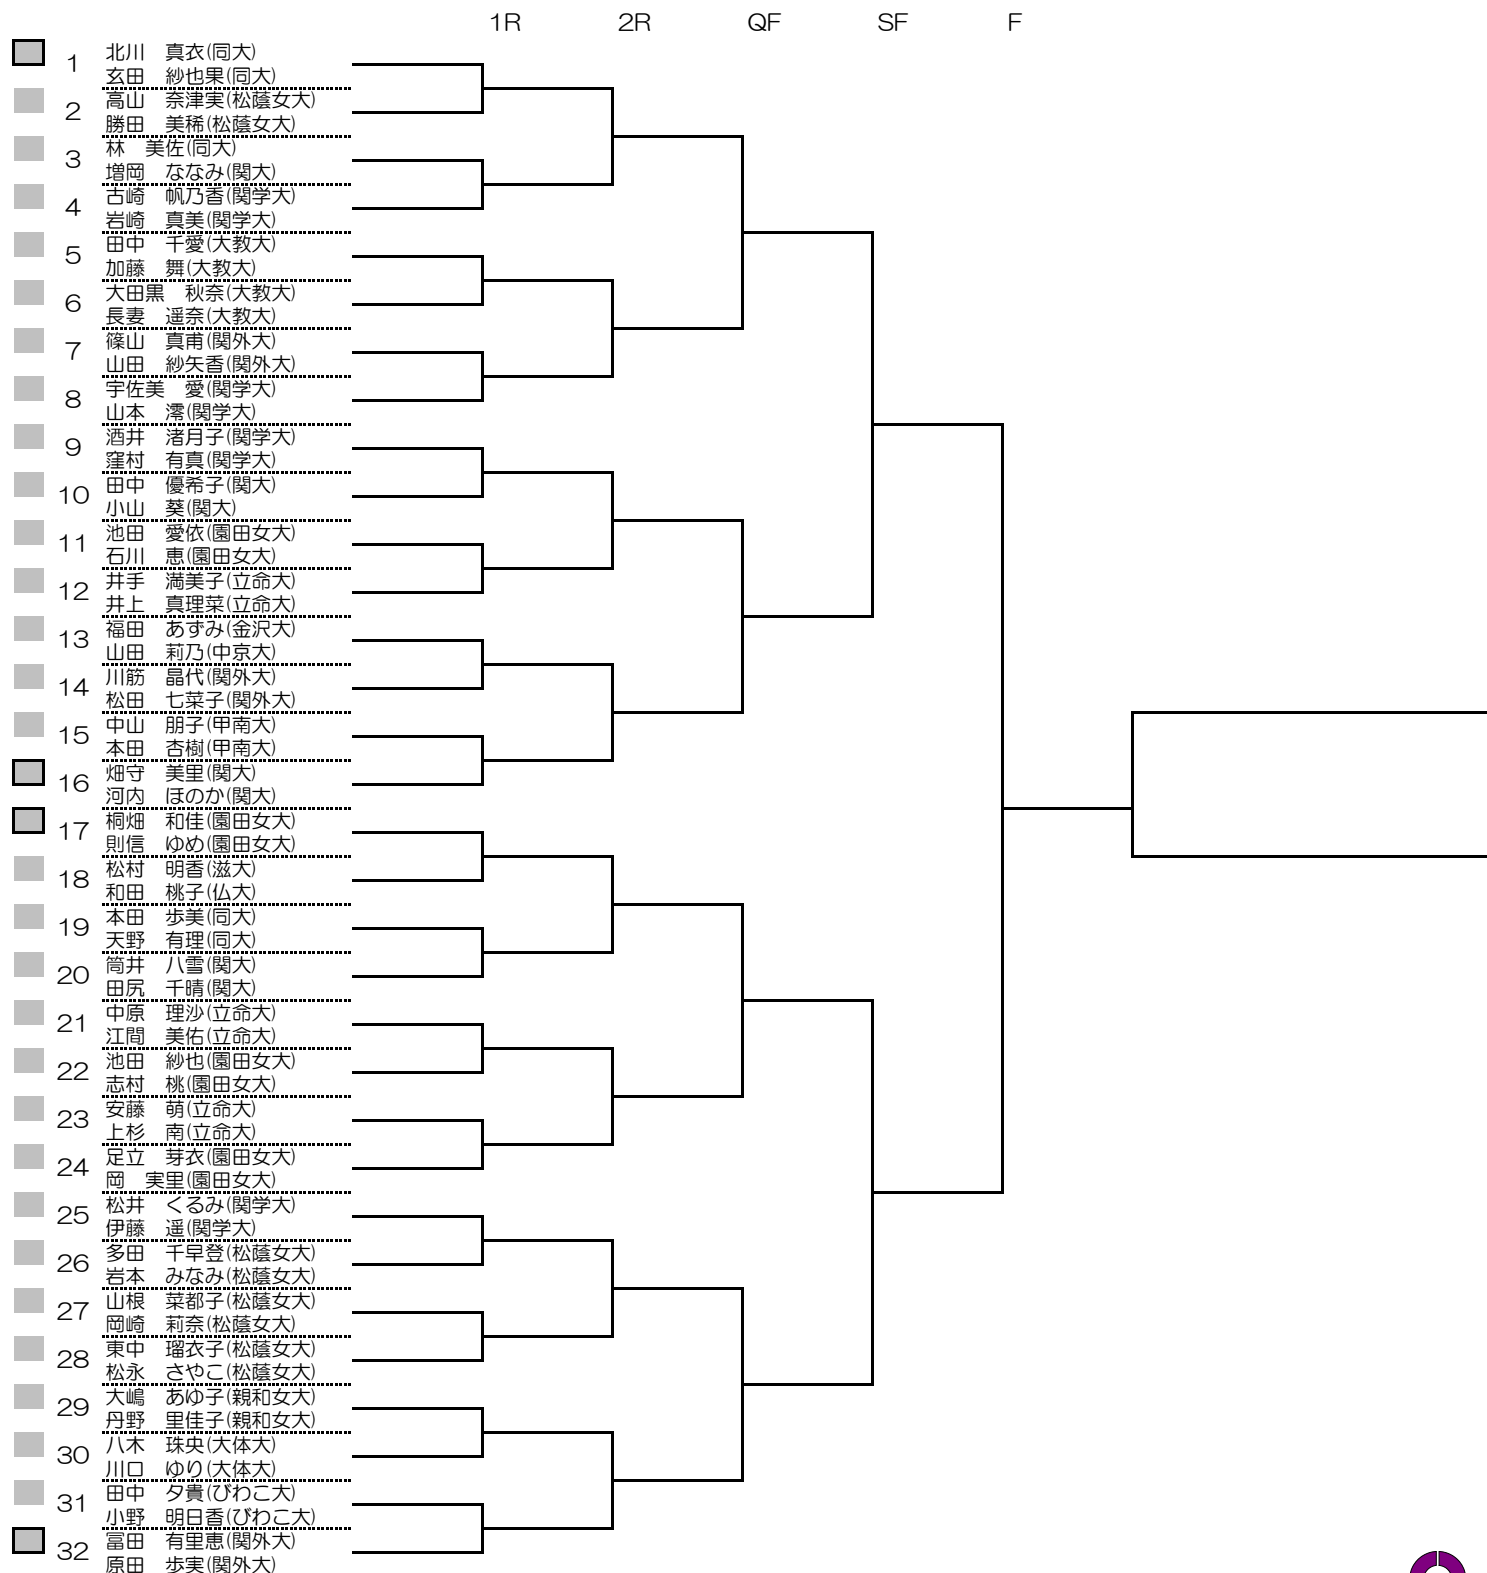 1R 2R QF SF F
北川　真衣(同大)
1
玄田　紗也果(同大)
高山　奈津実(松蔭女大)
2
勝田　美稀(松蔭女大)
林　美佐(同大)
3
増岡　ななみ(関大)
古崎　帆乃香(関学大)
4
岩崎　真美(関学大)
田中　千愛(大教大)
5
加藤　舞(大教大)
大田黒　秋奈(大教大)
6
長妻　遥奈(大教大)
篠山　真甫(関外大)
7
山田　紗矢香(関外大)
宇佐美　愛(関学大)
8
山本　澪(関学大)
酒井　渚月子(関学大)
9
窪村　有真(関学大)
田中　優希子(関大)
10
小山　葵(関大)
池田　愛依(園田女大)
11
石川　恵(園田女大)
井手　満美子(立命大)
12
井上　真理菜(立命大)
福田　あずみ(金沢大)
13
山田　莉乃(中京大)
川筋　晶代(関外大)
14
松田　七菜子(関外大)
中山　朋子(甲南大)
15
本田　杏樹(甲南大)
畑守　美里(関大)
16
河内　ほのか(関大)
桐畑　和佳(園田女大)
17
則信　ゆめ(園田女大)
松村　明香(滋大)
18
和田　桃子(仏大)
本田　歩美(同大)
19
天野　有理(同大)
筒井　八雪(関大)
20
田尻　千晴(関大)
中原　理沙(立命大)
21
江間　美佑(立命大)
池田　紗也(園田女大)
22
志村　桃(園田女大)
安藤　萌(立命大)
23
上杉　南(立命大)
足立　芽衣(園田女大)
24
岡　実里(園田女大)
松井　くるみ(関学大)
25
伊藤　遥(関学大)
多田　千早登(松蔭女大)
26
岩本　みなみ(松蔭女大)
山根　菜都子(松蔭女大)
27
岡崎　莉奈(松蔭女大)
東中　瑠衣子(松蔭女大)
28
松永　さやこ(松蔭女大)
大嶋　あゆ子(親和女大)
29
丹野　里佳子(親和女大)
八木　珠央(大体大)
30
川口　ゆり(大体大)
田中　夕貴(びわこ大)
31
小野　明日香(びわこ大)
冨田　有里恵(関外大)
32
原田　歩実(関外大)